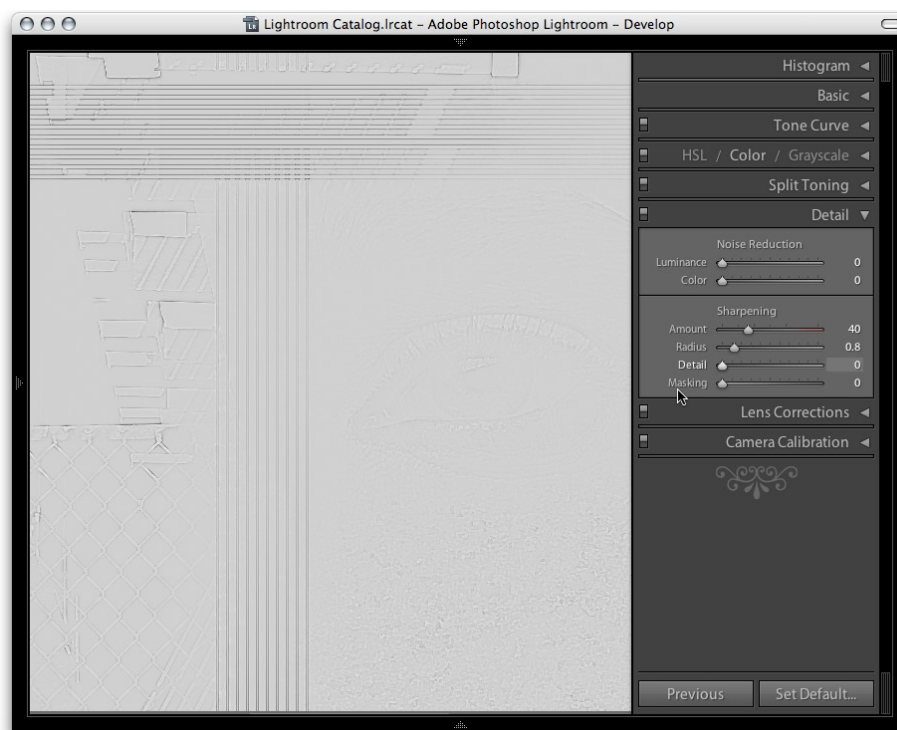 Lightroom Catalog.lrcat – Adobe Photoshop Lightroom – Develop
Histogram
Basic
Tone Curve
HSL / Color / Grayscale
Split Toning
Detail
Noise Reduction
Luminance 0
Color 0
Sharpening
Amount 40
Radius 0.8
Detail 0
Masking 0
Lens Corrections
Camera Calibration
Previous Set Default...